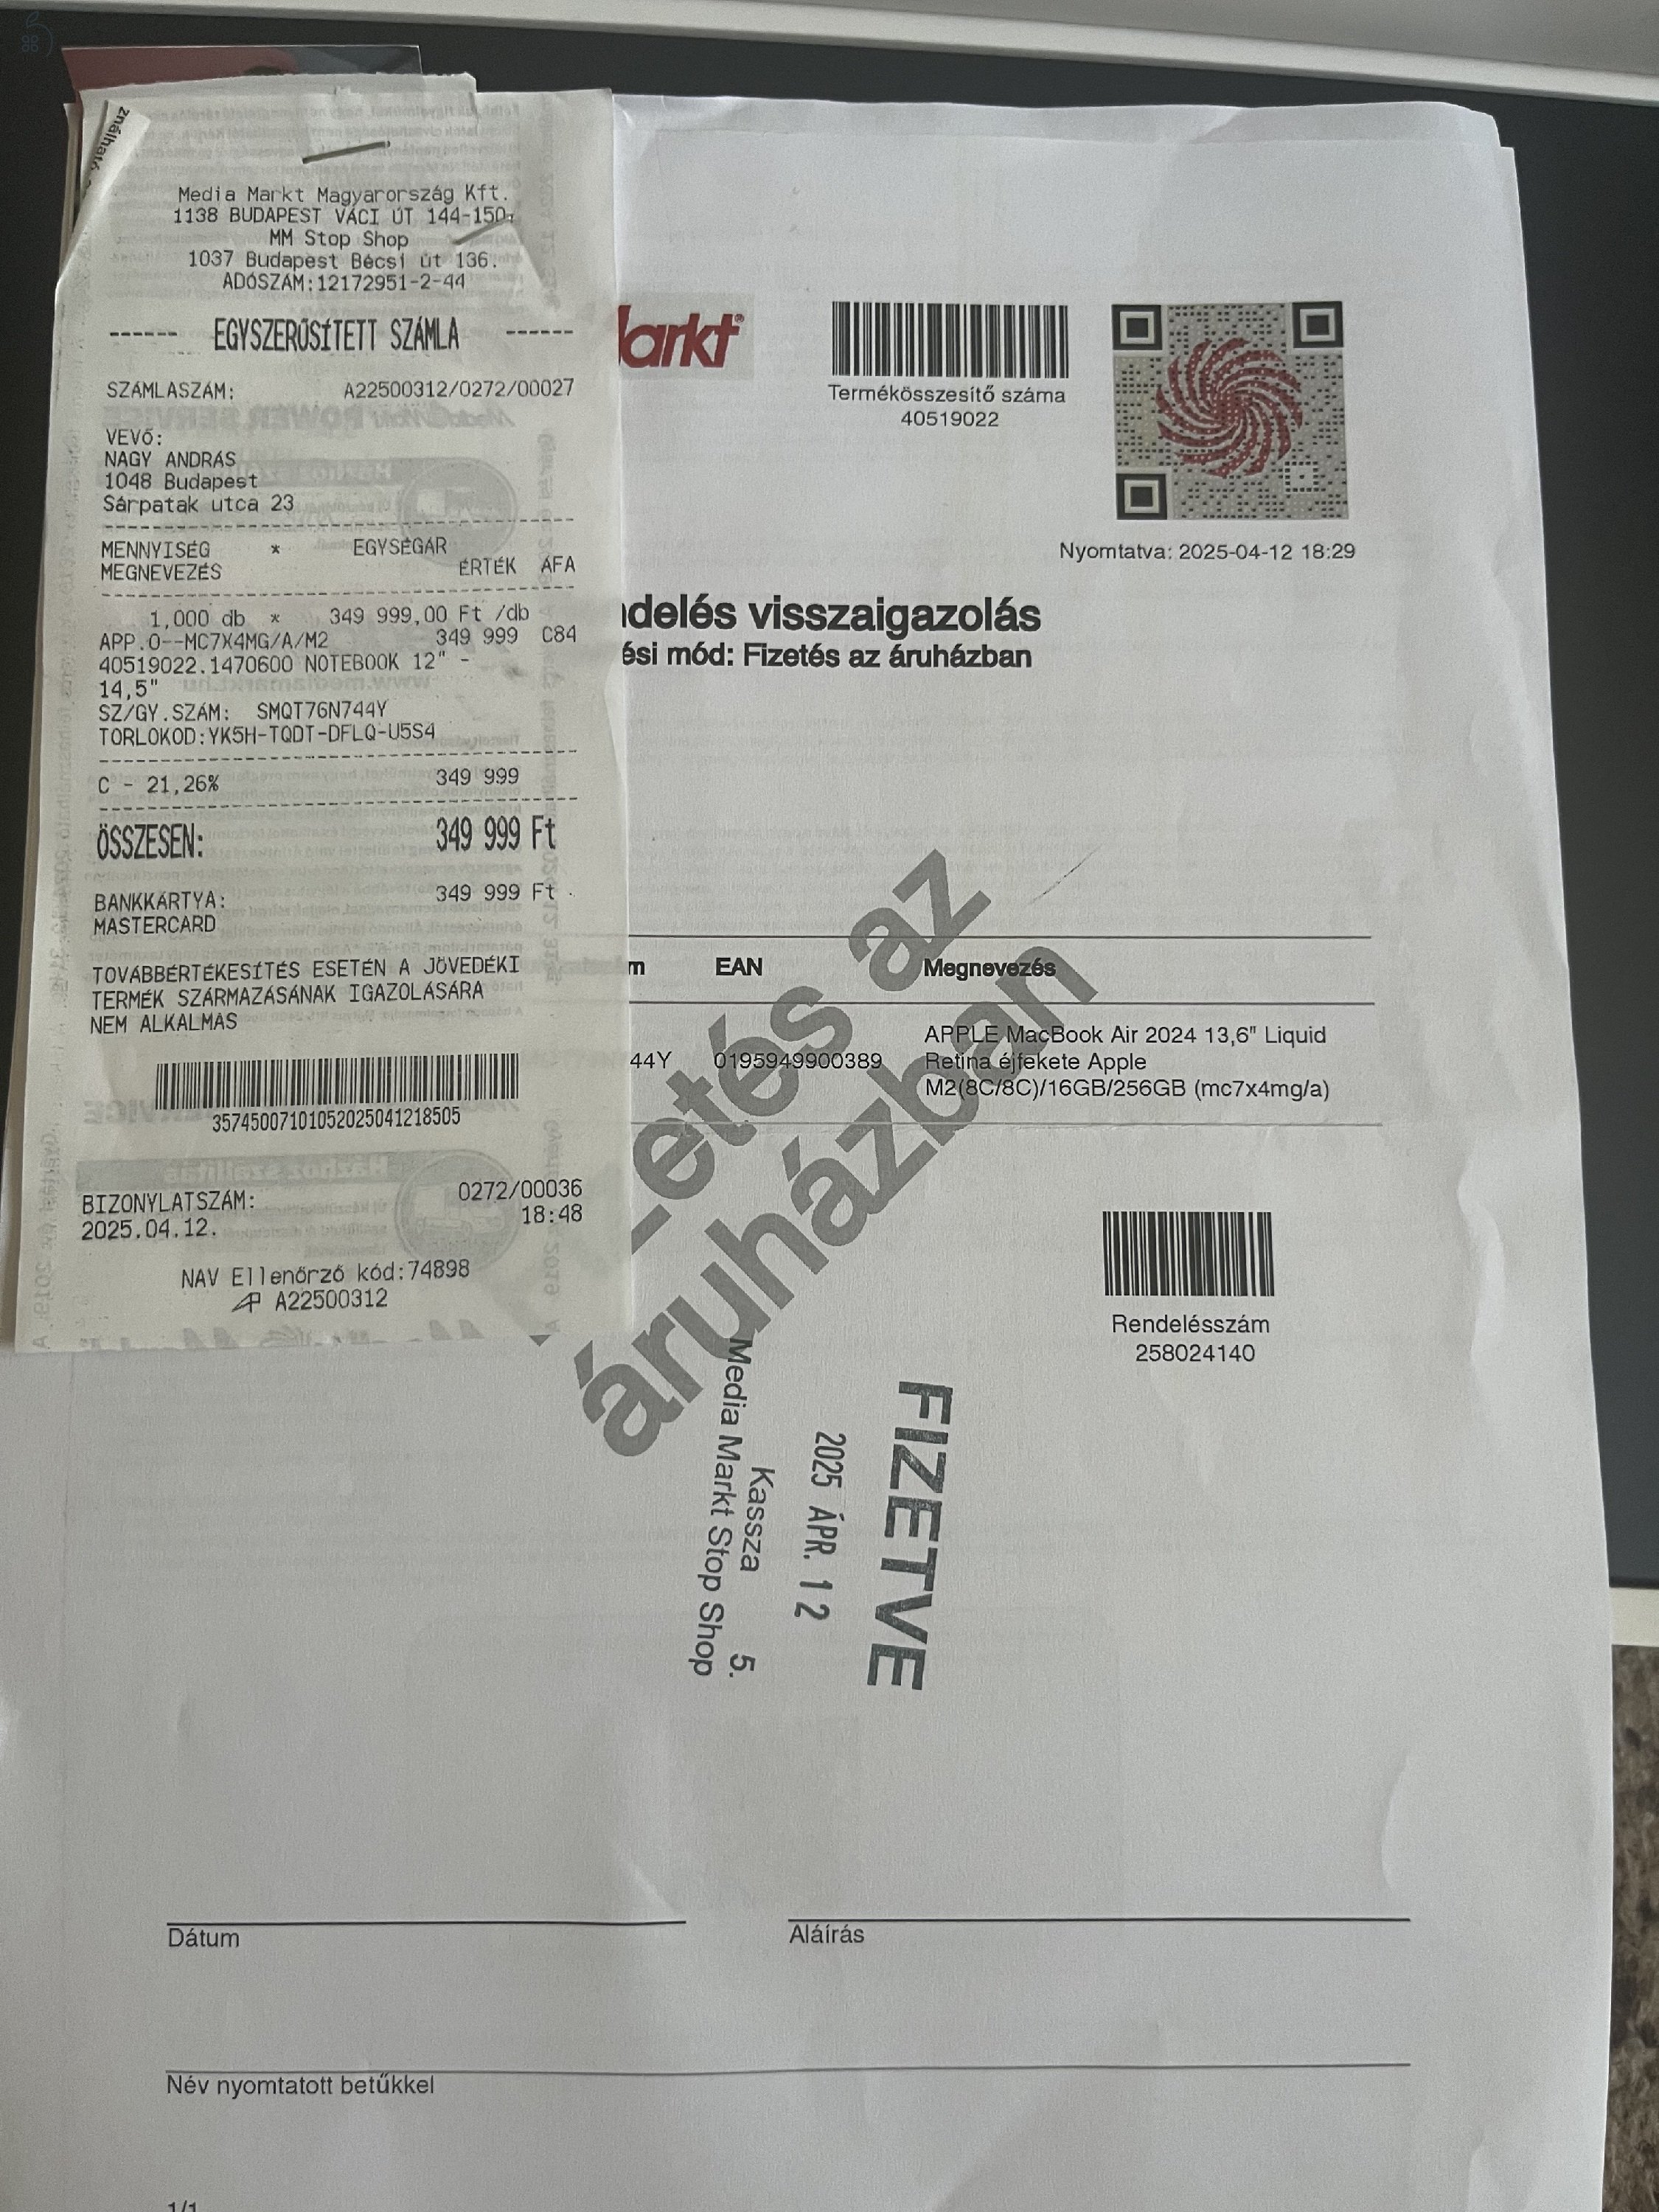 Media Markt Magyarország Kft.
1138 BUDAPEST VÁCI ÚT 144-150.
MM Stop Shop
1037 Budapest Bécsi út 136.
ADÓSZÁM:12172951-2-44
------ EGYSZERŰSÍTETT SZÁMLA ------
SZÁMLASZÁM: A22500312/0272/00027
VEVŐ:
NAGY ANDRÁS
1048 Budapest
Sárpatak utca 23
MENNYISÉG * EGYSÉGÁR
MEGNEVEZÉS ÉRTÉK ÁFA
1,000 db * 349 999,00 Ft /db
APP.O--MC7X4MG/A/M2 349 999 C84
40519022.1470600 NOTEBOOK 12" -
14,5"
SZ/GY.SZÁM: SMQT76N744Y
TORLOKOD:YK5H-TQDT-DFLQ-U5S4
C - 21,26% 349 999
ÖSSZESEN: 349 999 Ft
BANKKÁRTYA: 349 999 Ft
MASTERCARD
TOVÁBBÉRTÉKESÍTÉS ESETÉN A JÖVEDÉKI
TERMÉK SZÁRMAZÁSÁNAK IGAZOLÁSÁRA
NEM ALKALMAS
35745007101052025041218505
BIZONYLATSZÁM: 0272/00036
2025.04.12. 18:48
NAV Ellenőrző kód:74898
AP A22500312
ználható
arkt®
Termékösszesítő száma
40519022
Nyomtatva: 2025-04-12 18:29
ndelés visszaigazolás
ési mód: Fizetés az áruházban
m EAN Megnevezés
44Y 0195949900389 APPLE MacBook Air 2024 13,6" Liquid
Retina éjfekete Apple
M2(8C/8C)/16GB/256GB (mc7x4mg/a)
etés az
áruházban
Rendelésszám
258024140
FIZETVE
2025 ÁPR. 12
Kassza 5.
Media Markt Stop Shop
Dátum Aláírás
Név nyomtatott betűkkel
1/1